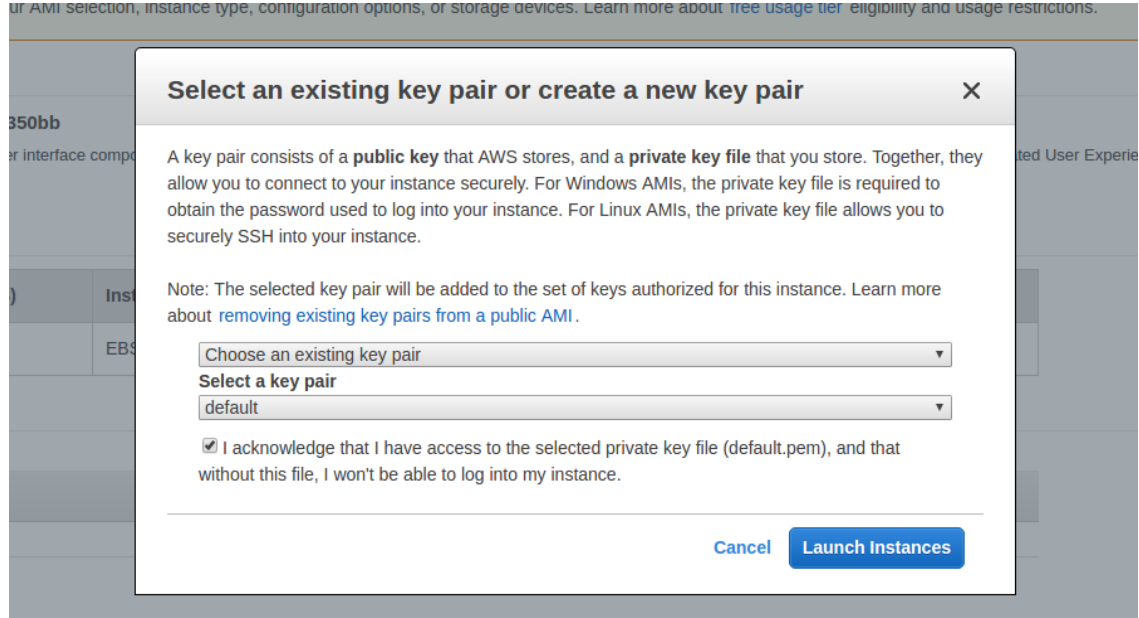 ur AMI selection, instance type, configuration options, or storage devices. Learn more about free usage tier eligibility and usage restrictions.
Select an existing key pair or create a new key pair
350bb
er interface compo
ted User Experie
A key pair consists of a public key that AWS stores, and a private key file that you store. Together, they
allow you to connect to your instance securely. For Windows AMIs, the private key file is required to
obtain the password used to log into your instance. For Linux AMIs, the private key file allows you to
securely SSH into your instance.
)
Inst
Note: The selected key pair will be added to the set of keys authorized for this instance. Learn more
about removing existing key pairs from a public AMI.
EBS
Choose an existing key pair
Select a key pair
default
I acknowledge that I have access to the selected private key file (default.pem), and that
without this file, I won't be able to log into my instance.
Cancel Launch Instances